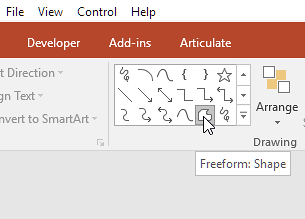 File View Control Help
Developer Add-ins Articulate
t Direction
gn Text
nvert to SmartArt
Arrange
Drawing
Freeform: Shape